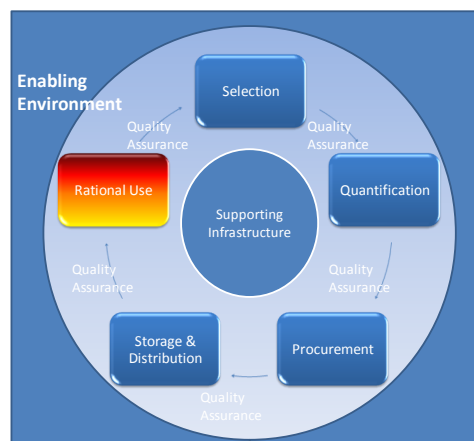 Enabling
Environment
Selection
Quality
Assurance
Quality
Assurance
Rational Use
Quantification
Supporting
Infrastructure
Quality
Assurance
Quality
Assurance
Storage &
Distribution
Procurement
Quality
Assurance